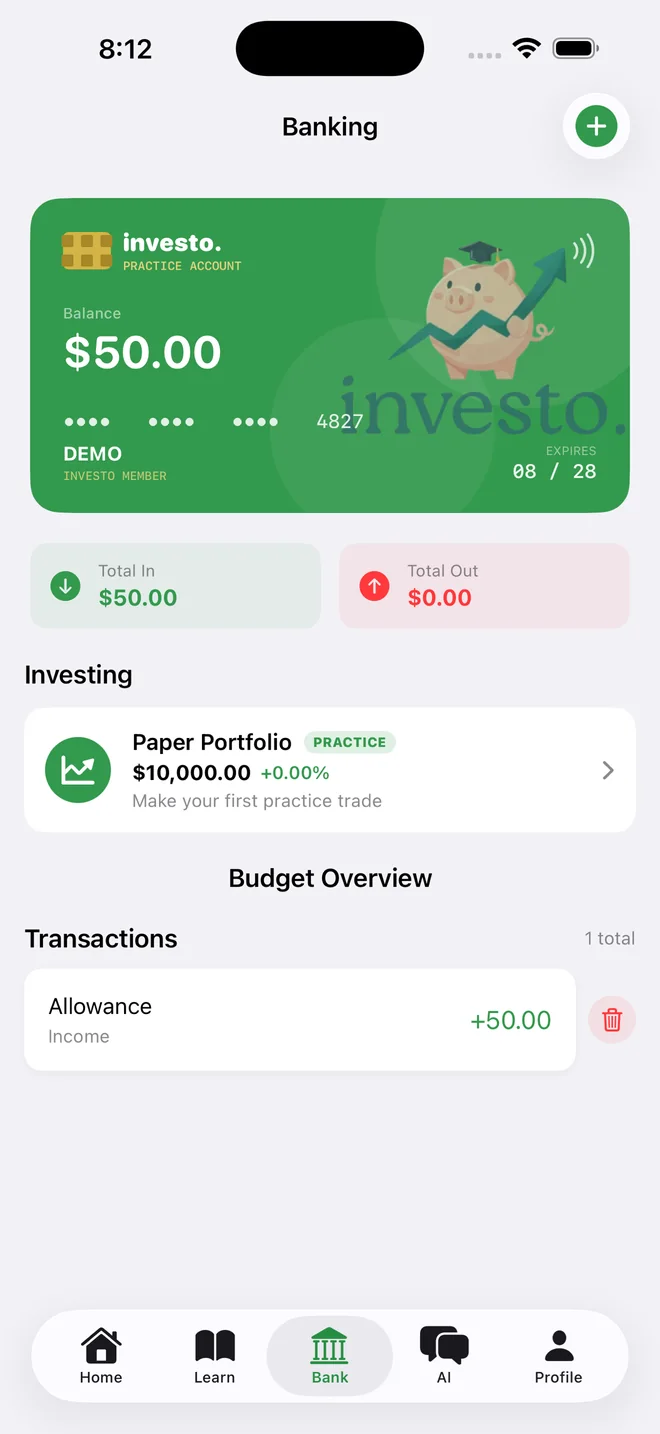 8:12
Banking
investo.
PRACTICE ACCOUNT
Balance
$50.00
investo.
•••• •••• •••• 4827
DEMO
INVESTO MEMBER
EXPIRES
08 / 28
Total In
$50.00
Total Out
$0.00
Investing
Paper Portfolio PRACTICE
$10,000.00 +0.00%
Make your first practice trade
Budget Overview
Transactions 1 total
Allowance
Income
+50.00
Home Learn Bank AI Profile